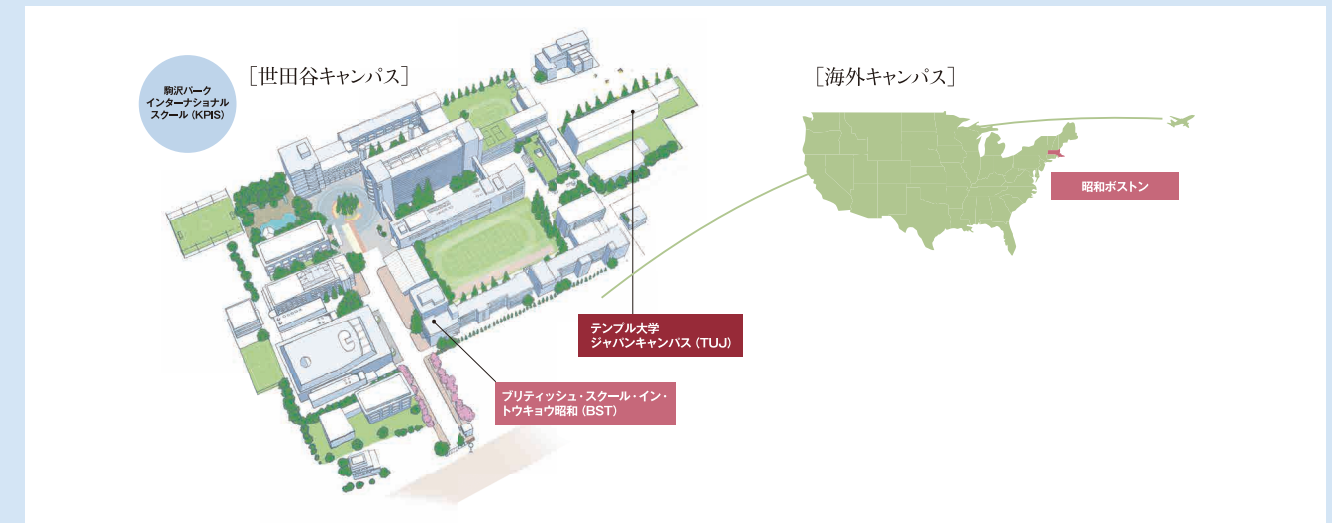 [世田谷キャンパス]
駒沢パーク
インターナショナル
スクール(KPIS)
テンプル大学
ジャパンキャンパス(TUJ)
ブリティッシュ・スクール・イン・
トウキョウ昭和(BST)
[海外キャンパス]
昭和ボストン